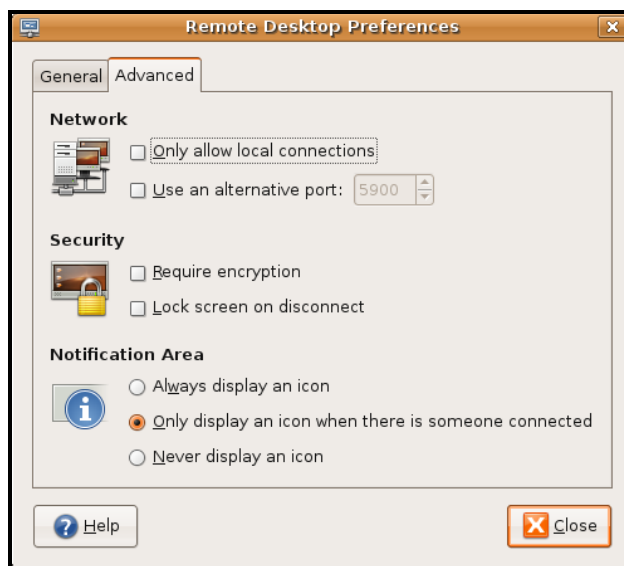 Remote Desktop Preferences
General
Advanced
Network
Only allow local connections
Use an alternative port: 5900
Security
Require encryption
Lock screen on disconnect
Notification Area
Always display an icon
Only display an icon when there is someone connected
Never display an icon
Help
Close